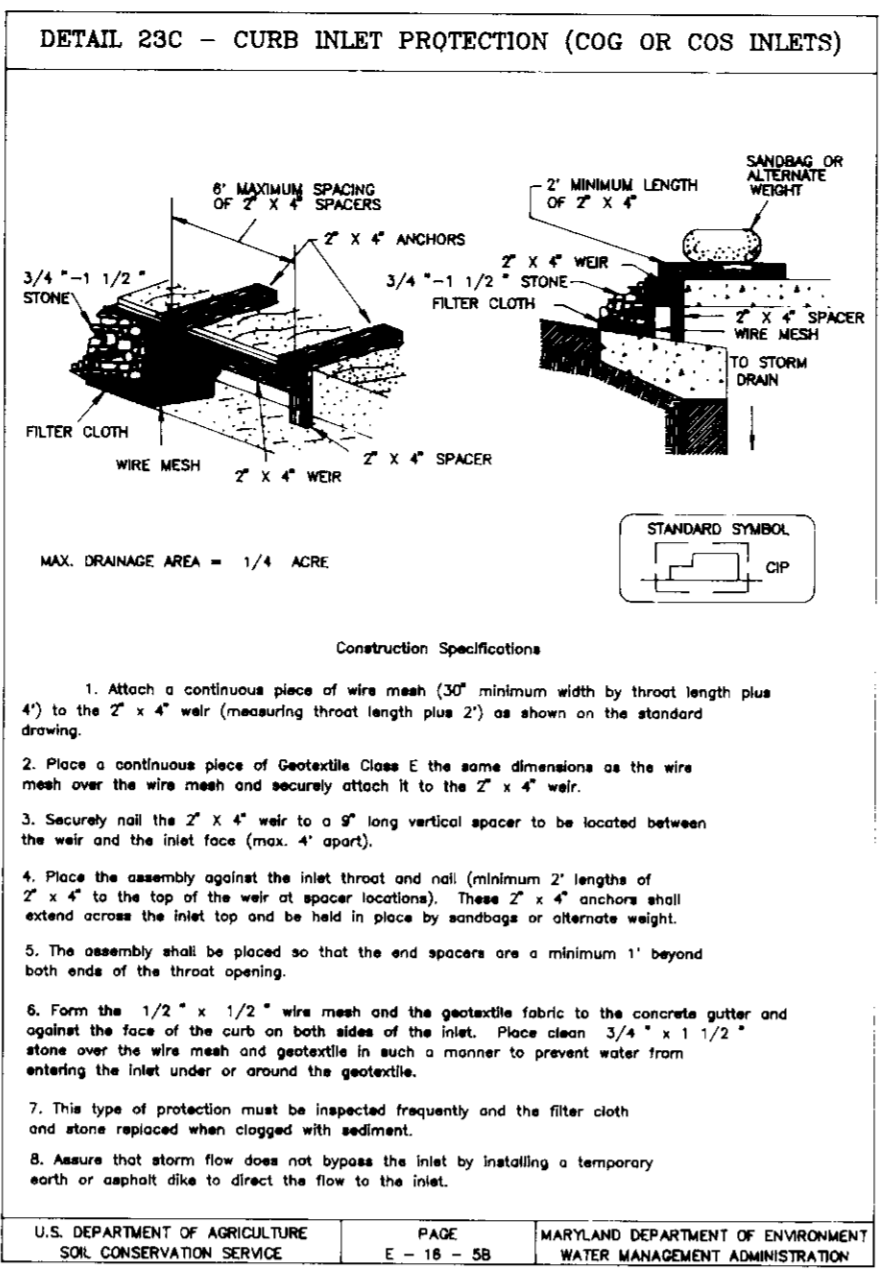 DETAIL 23C – CURB INLET PROTECTION (COG OR COS INLETS)
6' MAXIMUM SPACING
OF 2" X 4" SPACERS
2" X 4" ANCHORS
3/4 "-1 1/2 "
STONE
FILTER CLOTH
WIRE MESH
2" X 4" WEIR
2" X 4" SPACER
2' MINIMUM LENGTH
OF 2" X 4"
SANDBAG OR
ALTERNATE
WEIGHT
2" X 4" WEIR
3/4 "-1 1/2 " STONE
FILTER CLOTH
2" X 4" SPACER
WIRE MESH
TO STORM
DRAIN
MAX. DRAINAGE AREA = 1/4 ACRE
STANDARD SYMBOL
CIP
Construction Specifications
1. Attach a continuous piece of wire mesh (30" minimum width by throat length plus
4') to the 2" x 4" weir (measuring throat length plus 2') as shown on the standard
drawing.
2. Place a continuous piece of Geotextile Class E the same dimensions as the wire
mesh over the wire mesh and securely attach it to the 2" x 4" weir.
3. Securely nail the 2" X 4" weir to a 9" long vertical spacer to be located between
the weir and the inlet face (max. 4' apart).
4. Place the assembly against the inlet throat and nail (minimum 2' lengths of
2" x 4" to the top of the weir at spacer locations). These 2" x 4" anchors shall
extend across the inlet top and be held in place by sandbags or alternate weight.
5. The assembly shall be placed so that the end spacers are a minimum 1' beyond
both ends of the throat opening.
6. Form the 1/2 " x 1/2 " wire mesh and the geotextile fabric to the concrete gutter and
against the face of the curb on both sides of the inlet. Place clean 3/4 " x 1 1/2 "
stone over the wire mesh and geotextile in such a manner to prevent water from
entering the inlet under or around the geotextile.
7. This type of protection must be inspected frequently and the filter cloth
and stone replaced when clogged with sediment.
8. Assure that storm flow does not bypass the inlet by installing a temporary
earth or asphalt dike to direct the flow to the inlet.
U.S. DEPARTMENT OF AGRICULTURE
SOIL CONSERVATION SERVICE
PAGE
E – 16 – 5B
MARYLAND DEPARTMENT OF ENVIRONMENT
WATER MANAGEMENT ADMINISTRATION